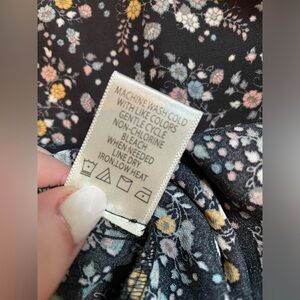 MACHINE WASH COLD
WITH LIKE COLORS
GENTLE CYCLE
NON-CHLORINE
BLEACH
WHEN NEEDED
LINE DRY
IRON,LOW HEAT